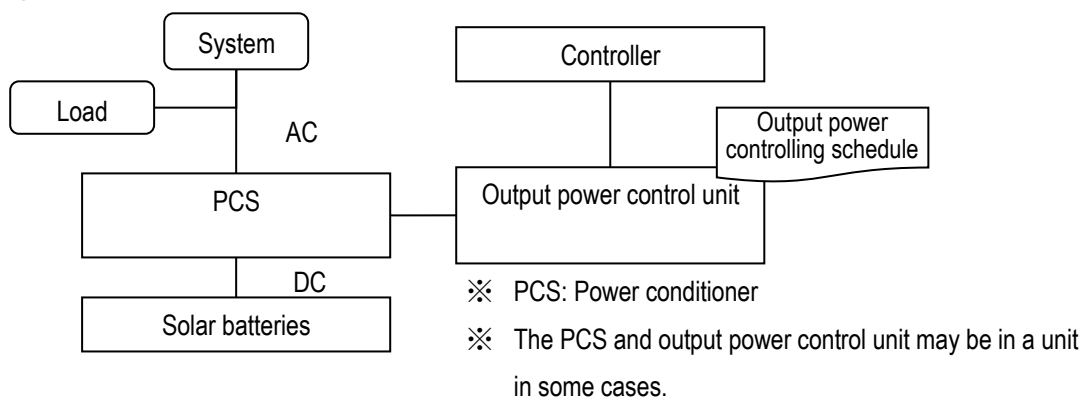 System
Controller
Load
AC
Output power
controlling schedule
PCS
Output power control unit
DC
Solar batteries
※ PCS: Power conditioner
※ The PCS and output power control unit may be in a unit
in some cases.